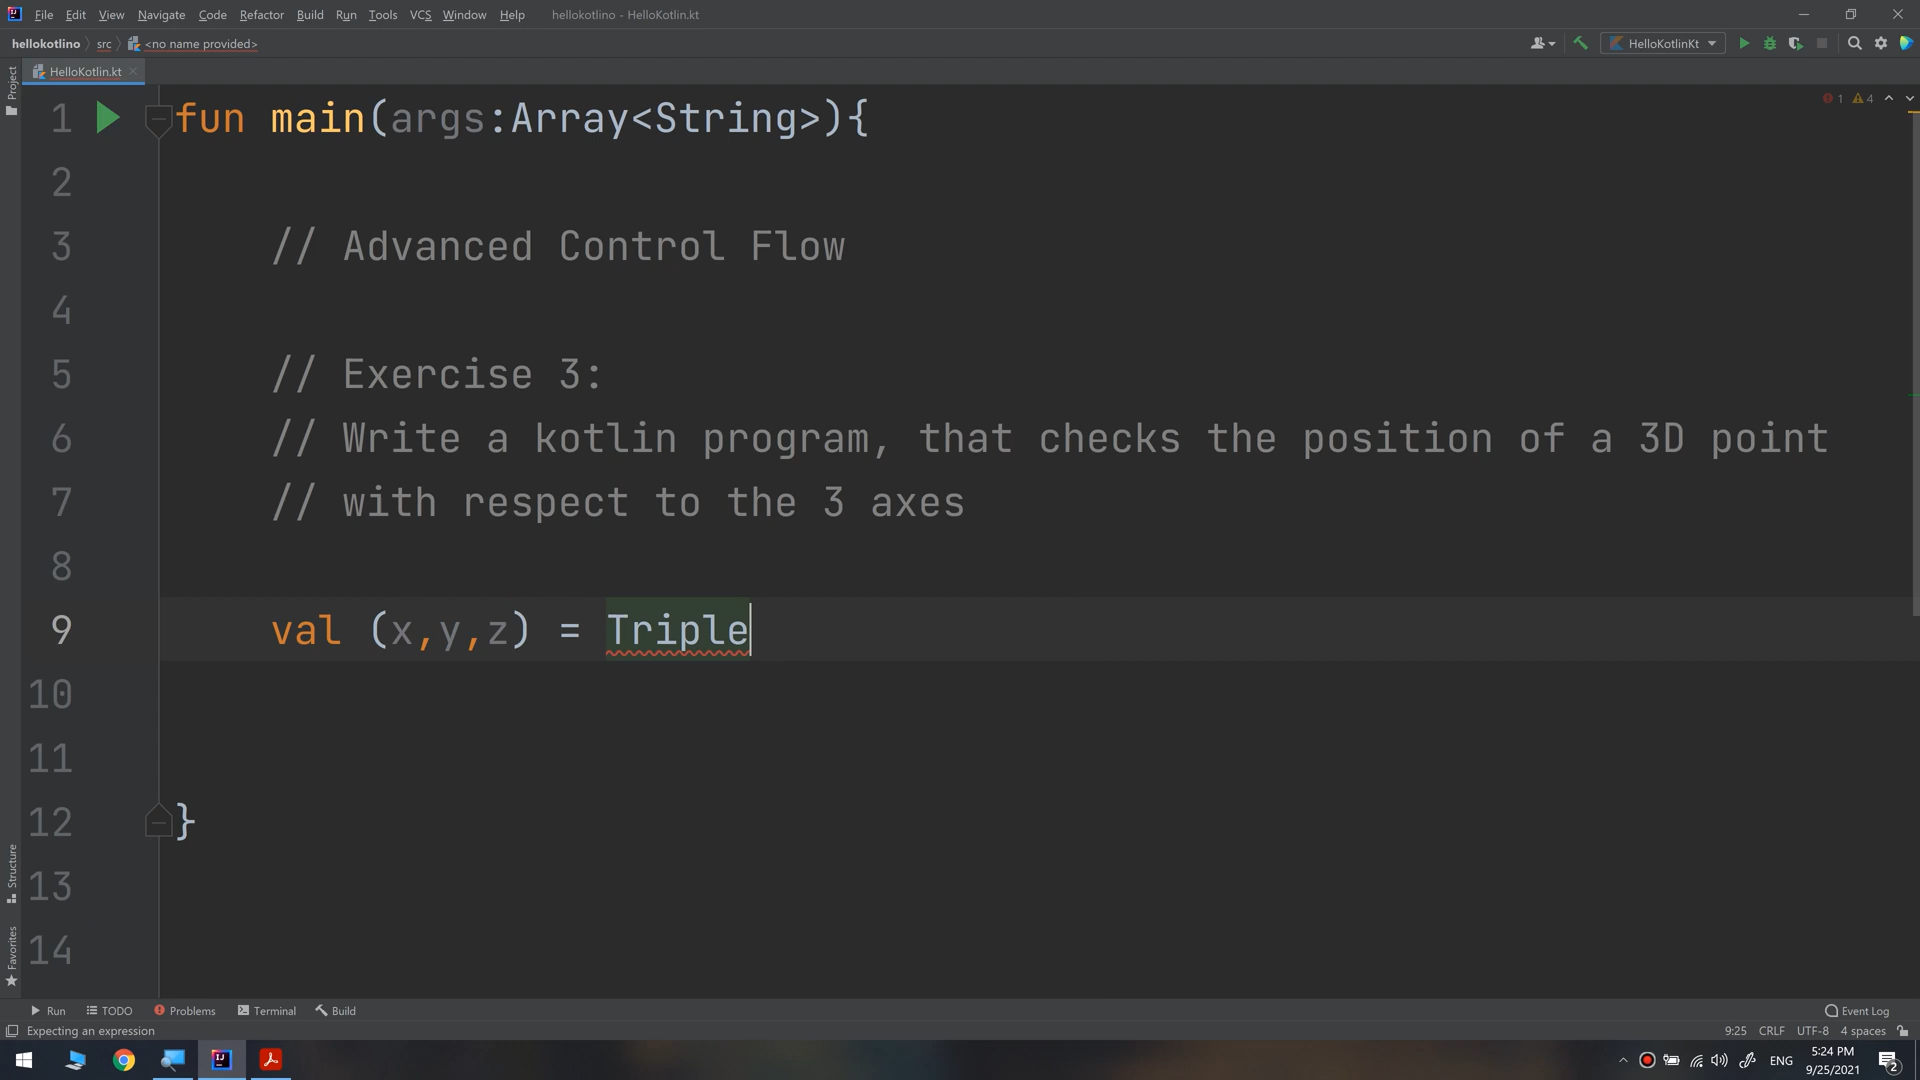 File Edit View Navigate Code Refactor Build Run Tools VCS Window Help hellokotlino - HelloKotlin.kt
hellokotlino src <no name provided> HelloKotlinKt
HelloKotlin.kt
Project
1 fun main(args:Array<String>){ 1 4
2
3 // Advanced Control Flow
4
5 // Exercise 3:
6 // Write a kotlin program, that checks the position of a 3D point
7 // with respect to the 3 axes
8
9 val (x,y,z) = Triple
10
11
12 }
13
14
Structure
Favorites
Run TODO Problems Terminal Build Event Log
Expecting an expression 9:25 CRLF UTF-8 4 spaces
ENG 5:24 PM
9/25/2021 2